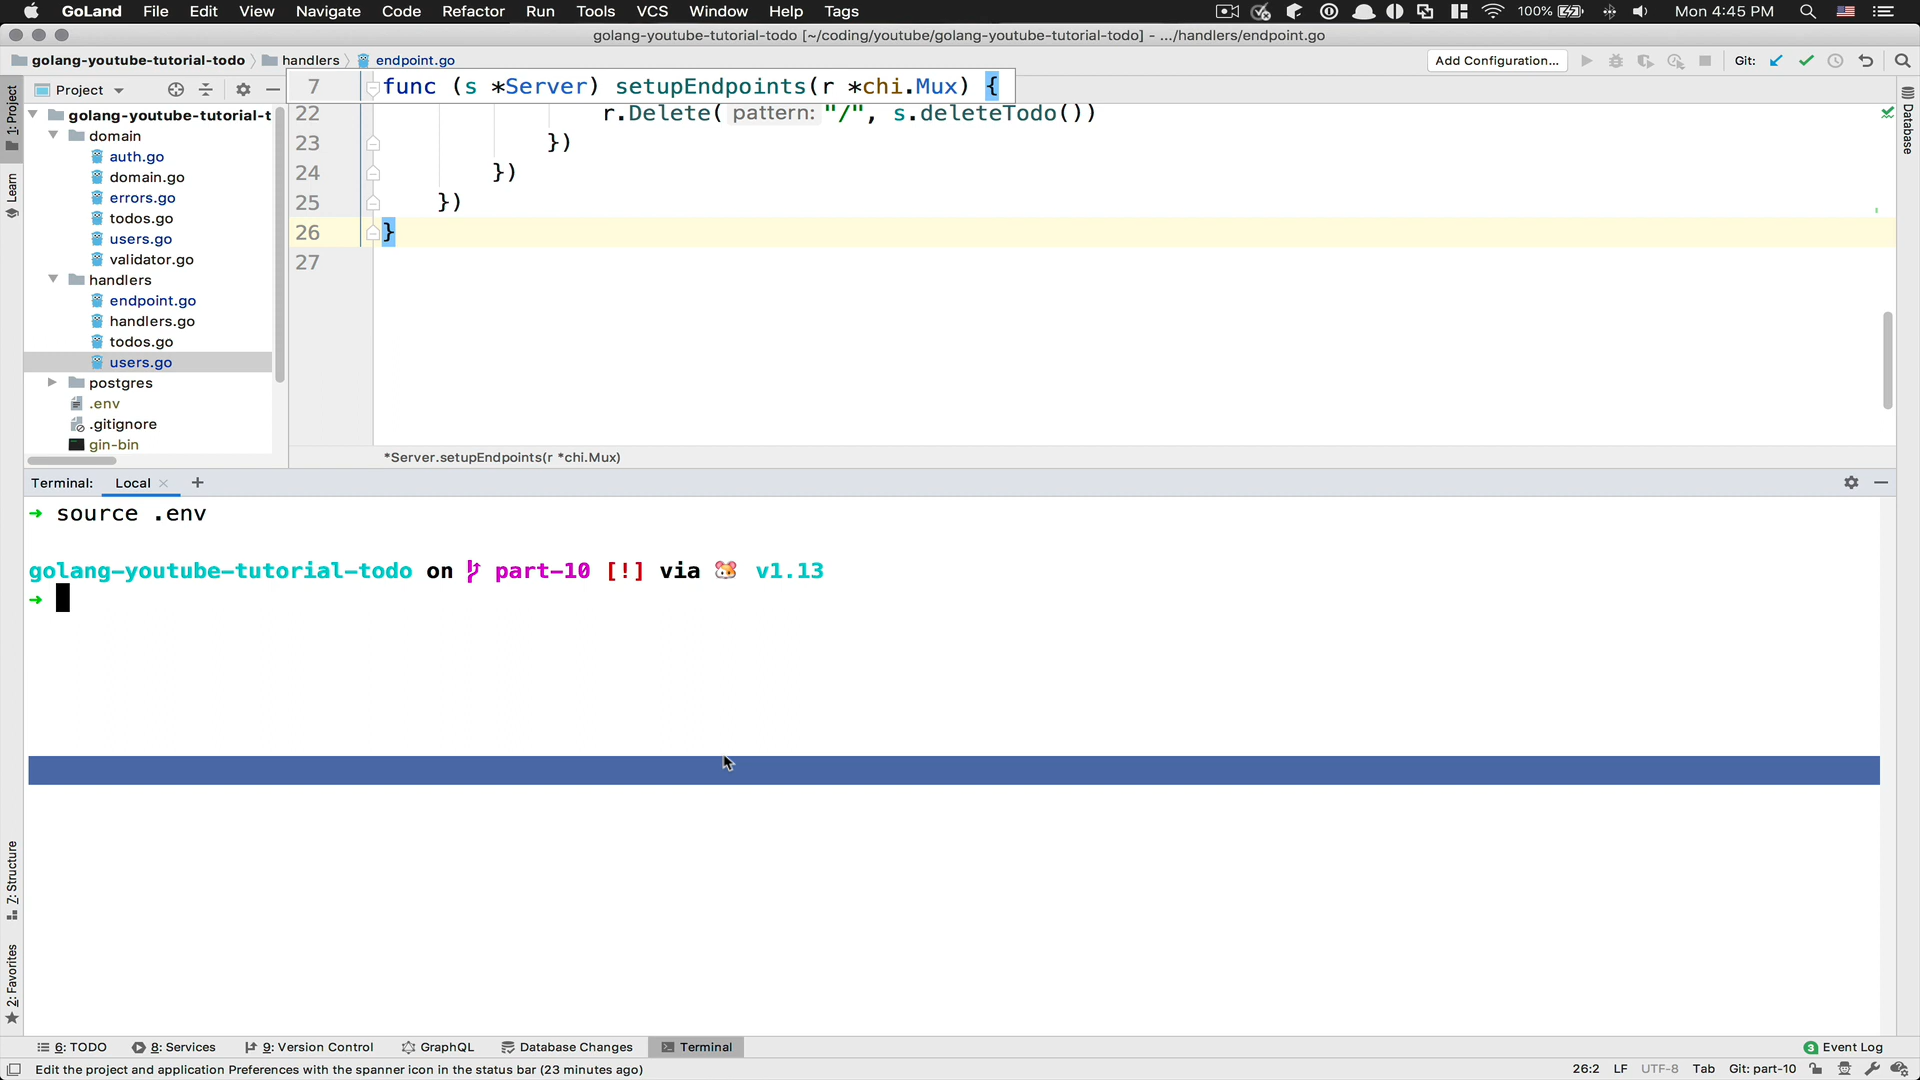 GoLand File Edit View Navigate Code Refactor Run Tools VCS Window Help Tags 100% Mon 4:45 PM
golang-youtube-tutorial-todo [~/coding/youtube/golang-youtube-tutorial-todo] - .../handlers/endpoint.go
golang-youtube-tutorial-todo handlers endpoint.go Add Configuration... Git:
1: Project
Learn
Z: Structure
2: Favorites
Database
Project
golang-youtube-tutorial-t
domain
auth.go
domain.go
errors.go
todos.go
users.go
validator.go
handlers
endpoint.go
handlers.go
todos.go
users.go
postgres
.env
.gitignore
gin-bin
7 func (s *Server) setupEndpoints(r *chi.Mux) {
22 r.Delete( pattern: "/", s.deleteTodo())
23 })
24 })
25 })
26 }
27
*Server.setupEndpoints(r *chi.Mux)
Terminal: Local
➜ source .env
golang-youtube-tutorial-todo on part-10 [!] via 🐹 v1.13
➜
6: TODO 8: Services 9: Version Control GraphQL Database Changes Terminal 3 Event Log
Edit the project and application Preferences with the spanner icon in the status bar (23 minutes ago) 26:2 LF UTF-8 Tab Git: part-10